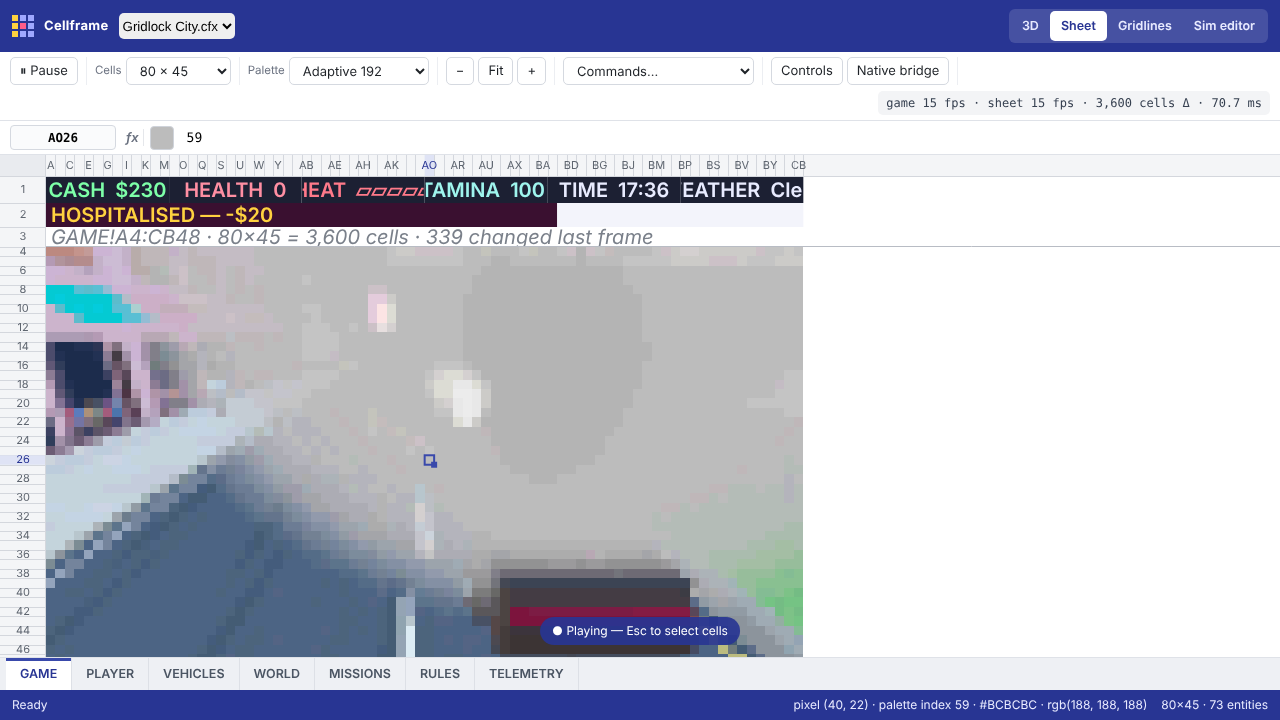 Cellframe Gridlock City.cfx 3D Sheet Gridlines Sim editor
Pause Cells 80 × 45 Palette Adaptive 192 − Fit + Commands... Controls Native bridge
game 15 fps · sheet 15 fps · 3,600 cells Δ · 70.7 ms
AO26 fx 59
A C E G I K M O Q S U W Y AB AE AH AK AO AR AU AX BA BD BG BJ BM BP BS BV BY CB
1 CASH $230 HEALTH 0 HEAT ▱▱▱▱▱ TAMINA 100 TIME 17:36 EATHER Cle
2 HOSPITALISED — -$20
3 GAME!A4:CB48 · 80×45 = 3,600 cells · 339 changed last frame
4
6
8
10
12
14
16
18
20
22
24
26
28
30
32
34
36
38
40
42
44 Playing — Esc to select cells
46
GAME PLAYER VEHICLES WORLD MISSIONS RULES TELEMETRY
Ready pixel (40, 22) · palette index 59 · #BCBCBC · rgb(188, 188, 188) 80×45 · 73 entities